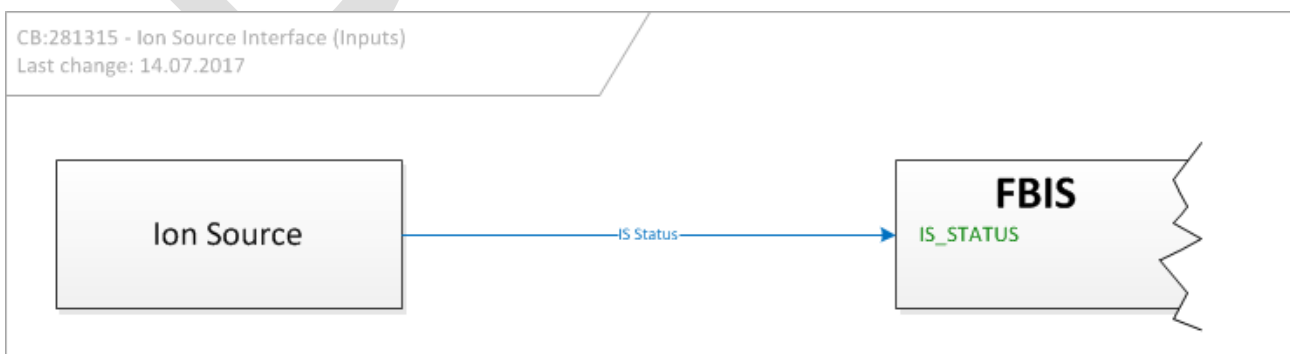 CB:281315 - Ion Source Interface (Inputs)
Last change: 14.07.2017
Ion Source
IS Status
FBIS
IS_STATUS